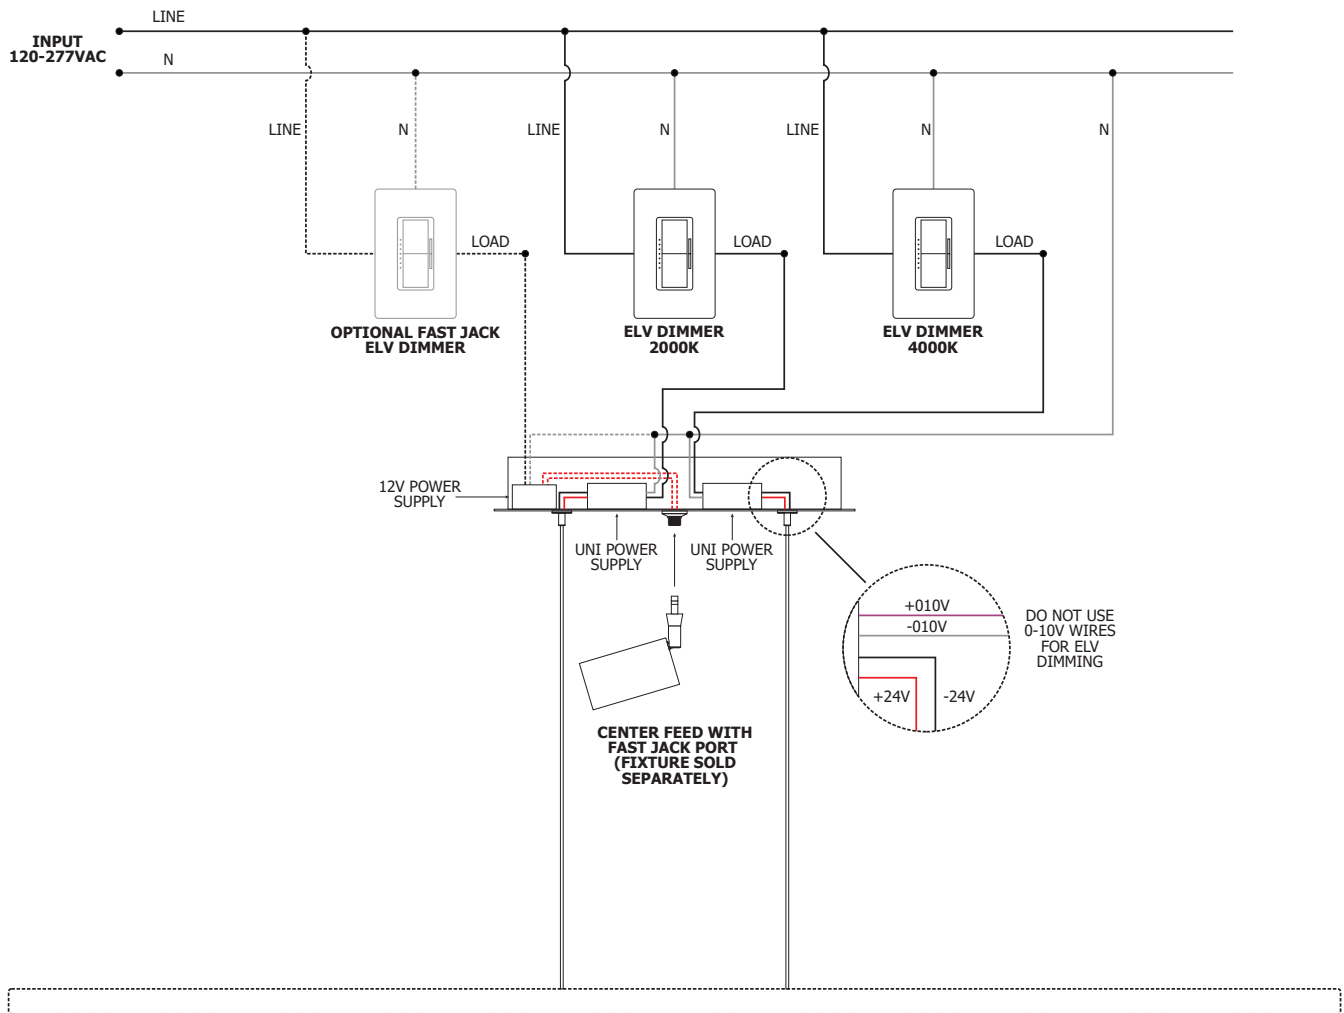 LINE
INPUT
120-277VAC
N
LINE
N
LINE
N
LINE
N
N
LOAD
LOAD
LOAD
OPTIONAL FAST JACK
ELV DIMMER
ELV DIMMER
2000K
ELV DIMMER
4000K
12V POWER
SUPPLY
UNI POWER
SUPPLY
UNI POWER
SUPPLY
+010V
-010V
+24V
-24V
DO NOT USE
0-10V WIRES
FOR ELV
DIMMING
CENTER FEED WITH
FAST JACK PORT
(FIXTURE SOLD
SEPARATELY)